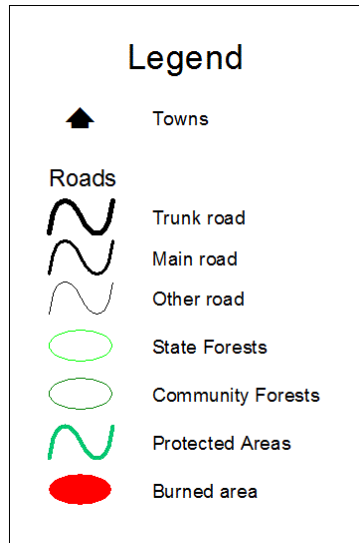 Legend
Towns
Roads
Trunk road
Main road
Other road
State Forests
Community Forests
Protected Areas
Burned area